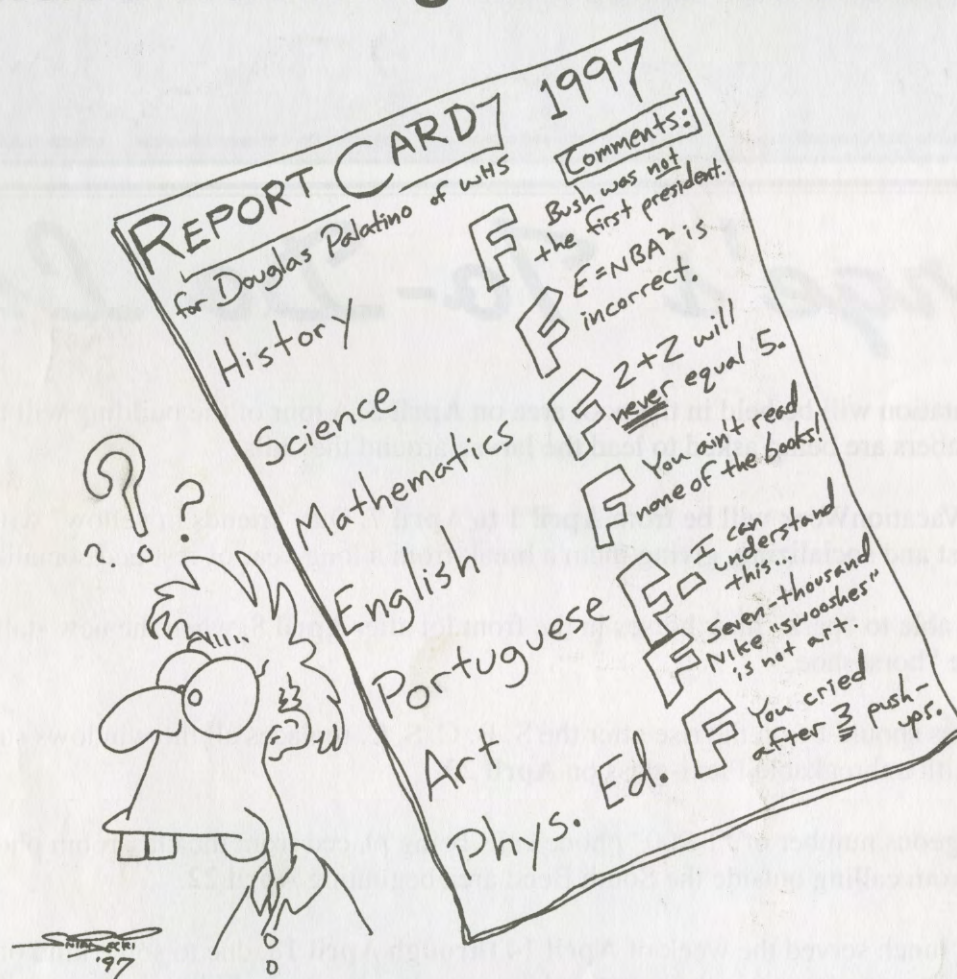 REPORT CARD 1997
for Douglas Palatino of WHS
Comments:
History F Bush was not
the first president.
Science F E=NBA² is
incorrect.
Mathematics F 2+2 will
never equal 5.
English F You ain't read
none of the books!
Portuguese F So I can
understand
this...
Art F Seven-thousand
Nike "swooshes"
is not art.
Phys. Ed. F You cried
after 3 push-
ups.
? ? ?
'97